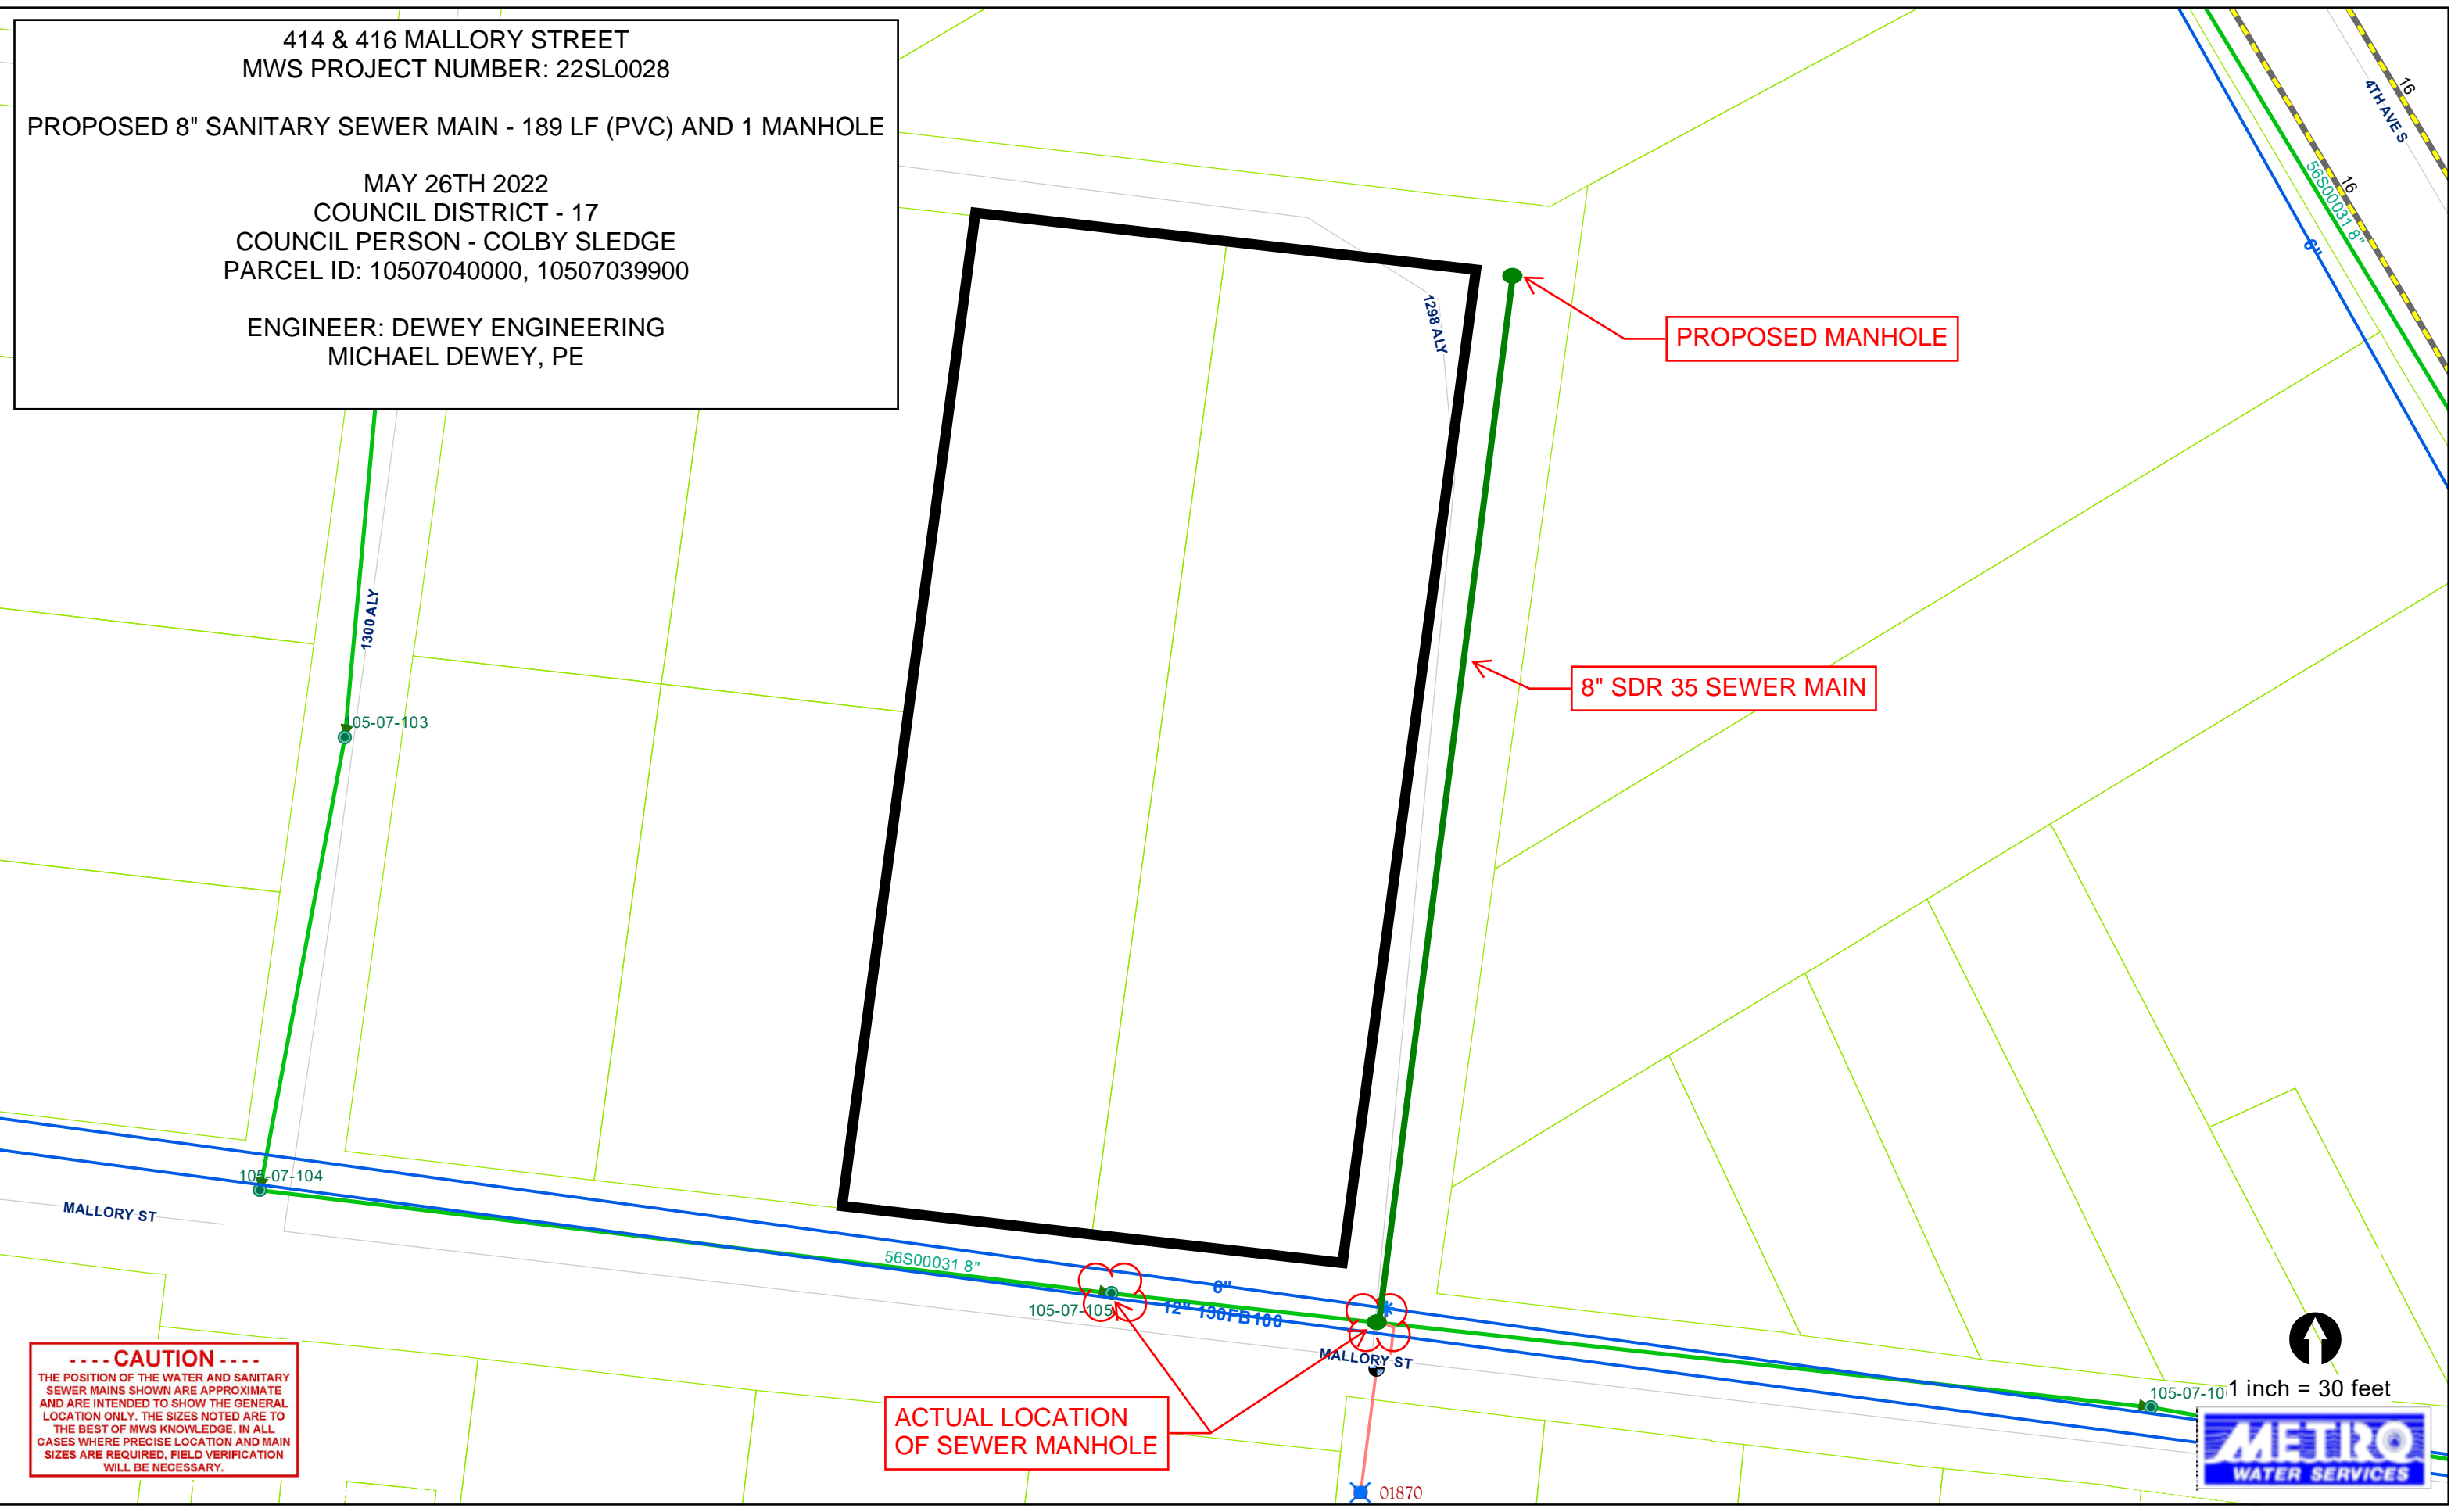 414 & 416 MALLORY STREET
MWS PROJECT NUMBER: 22SL0028
PROPOSED 8" SANITARY SEWER MAIN - 189 LF (PVC) AND 1 MANHOLE
MAY 26TH 2022
COUNCIL DISTRICT - 17
COUNCIL PERSON - COLBY SLEDGE
PARCEL ID: 10507040000, 10507039900
ENGINEER: DEWEY ENGINEERING
MICHAEL DEWEY, PE
16
4TH AVE S
16
56S00031 8"
6"
1298 ALY
PROPOSED MANHOLE
1300 ALY
8" SDR 35 SEWER MAIN
105-07-103
105-07-104
MALLORY ST
56S00031 8"
6"
105-07-105
12" 130FB100
MALLORY ST
105-07-10
1 inch = 30 feet
ACTUAL LOCATION
OF SEWER MANHOLE
- - - - CAUTION - - - -
THE POSITION OF THE WATER AND SANITARY
SEWER MAINS SHOWN ARE APPROXIMATE
AND ARE INTENDED TO SHOW THE GENERAL
LOCATION ONLY. THE SIZES NOTED ARE TO
THE BEST OF MWS KNOWLEDGE. IN ALL
CASES WHERE PRECISE LOCATION AND MAIN
SIZES ARE REQUIRED, FIELD VERIFICATION
WILL BE NECESSARY.
METRO
WATER SERVICES
01870